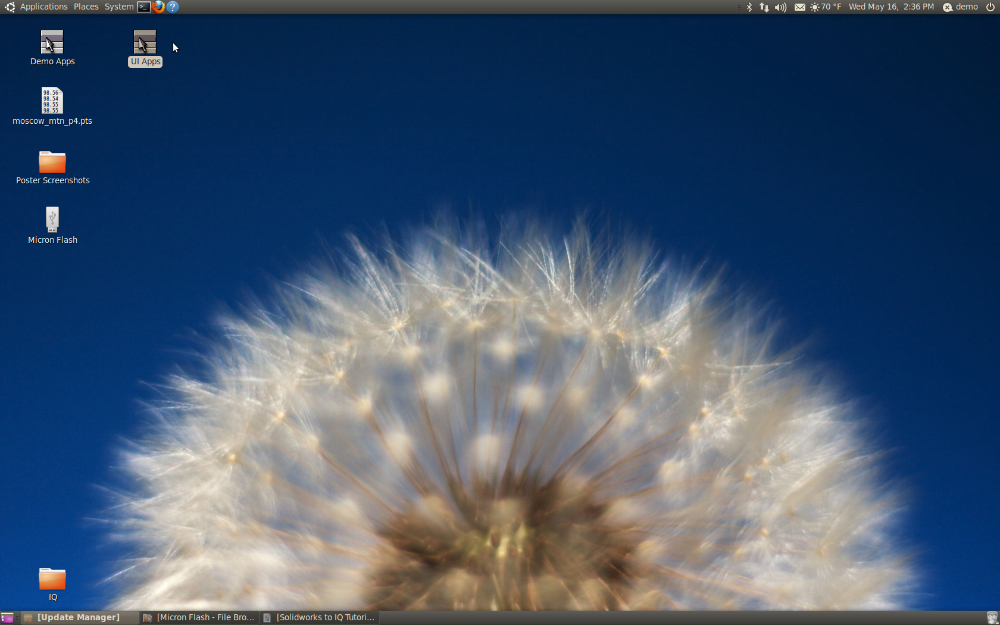 Applications Places System
70 °F Wed May 16, 2:36 PM demo
Demo Apps
UI Apps
98.56
98.54
98.55
98.55
moscow_mtn_p4.pts
Poster Screenshots
Micron Flash
IQ
[Update Manager] [Micron Flash - File Bro... [Solidworks to IQ Tutori...